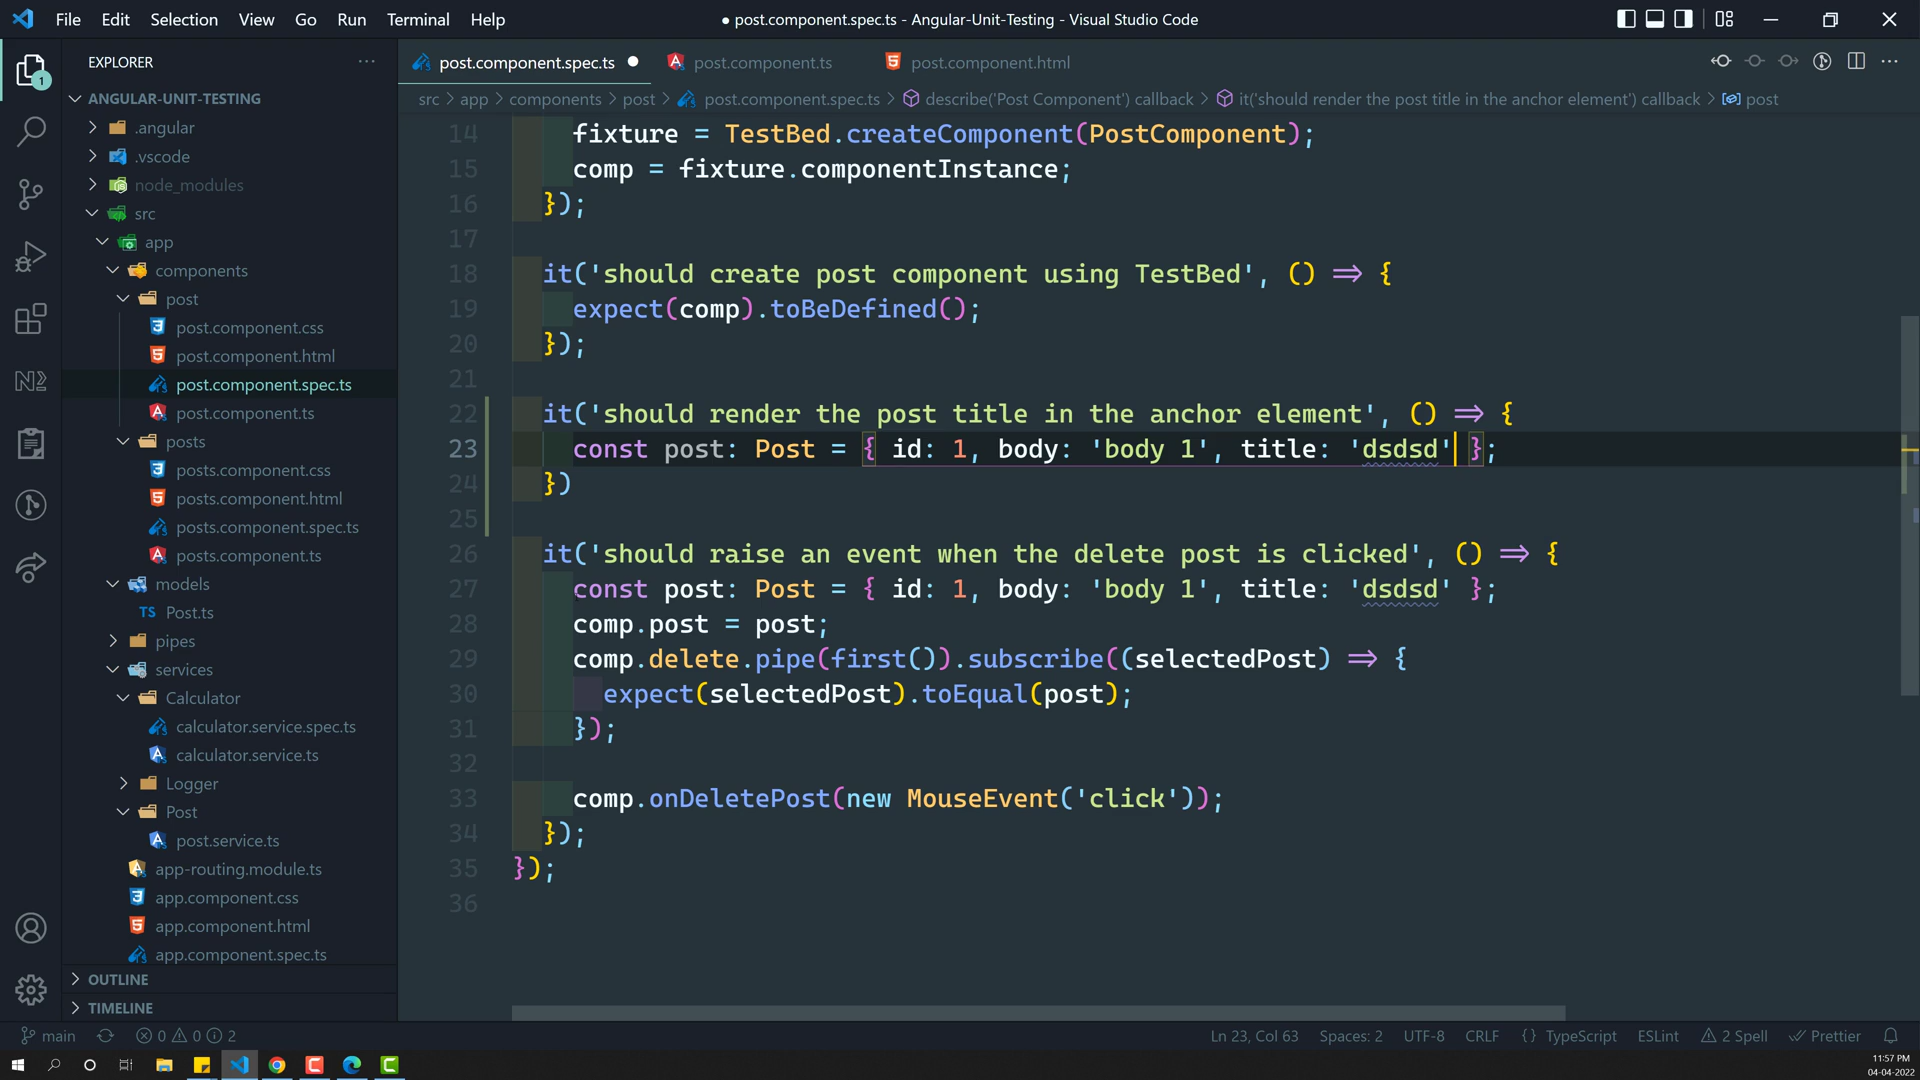 File Edit Selection View Go Run Terminal Help
● post.component.spec.ts - Angular-Unit-Testing - Visual Studio Code
EXPLORER
1
ANGULAR-UNIT-TESTING
.angular
.vscode
node_modules
src
app
components
post
post.component.css
post.component.html
post.component.spec.ts
post.component.ts
posts
posts.component.css
posts.component.html
posts.component.spec.ts
posts.component.ts
models
TS Post.ts
pipes
services
Calculator
calculator.service.spec.ts
calculator.service.ts
Logger
Post
post.service.ts
app-routing.module.ts
app.component.css
app.component.html
app.component.spec.ts
OUTLINE
TIMELINE
post.component.spec.ts post.component.ts post.component.html
src > app > components > post > post.component.spec.ts > describe('Post Component') callback > it('should render the post title in the anchor element') callback > post
14 fixture = TestBed.createComponent(PostComponent);
15 comp = fixture.componentInstance;
16 });
17
18 it('should create post component using TestBed', () ⇒ {
19 expect(comp).toBeDefined();
20 });
21
22 it('should render the post title in the anchor element', () ⇒ {
23 const post: Post = { id: 1, body: 'body 1', title: 'dsdsd' };
24 })
25
26 it('should raise an event when the delete post is clicked', () ⇒ {
27 const post: Post = { id: 1, body: 'body 1', title: 'dsdsd' };
28 comp.post = post;
29 comp.delete.pipe(first()).subscribe((selectedPost) ⇒ {
30 expect(selectedPost).toEqual(post);
31 });
32
33 comp.onDeletePost(new MouseEvent('click'));
34 });
35 });
36
main 0 0 2
Ln 23, Col 63 Spaces: 2 UTF-8 CRLF {} TypeScript ESLint 2 Spell Prettier
11:57 PM
04-04-2022